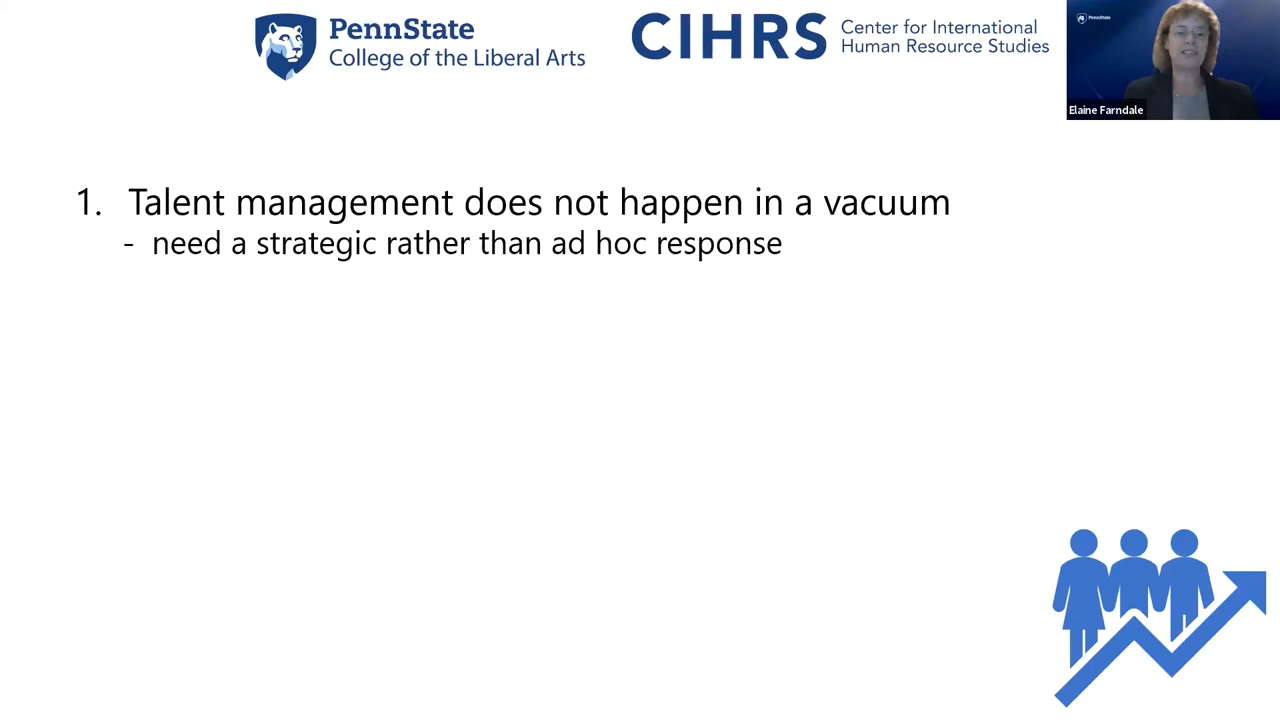 PennState
College of the Liberal Arts
CIHRS
Center for International
Human Resource Studies
PennState
Elaine Farndale
1. Talent management does not happen in a vacuum
- need a strategic rather than ad hoc response